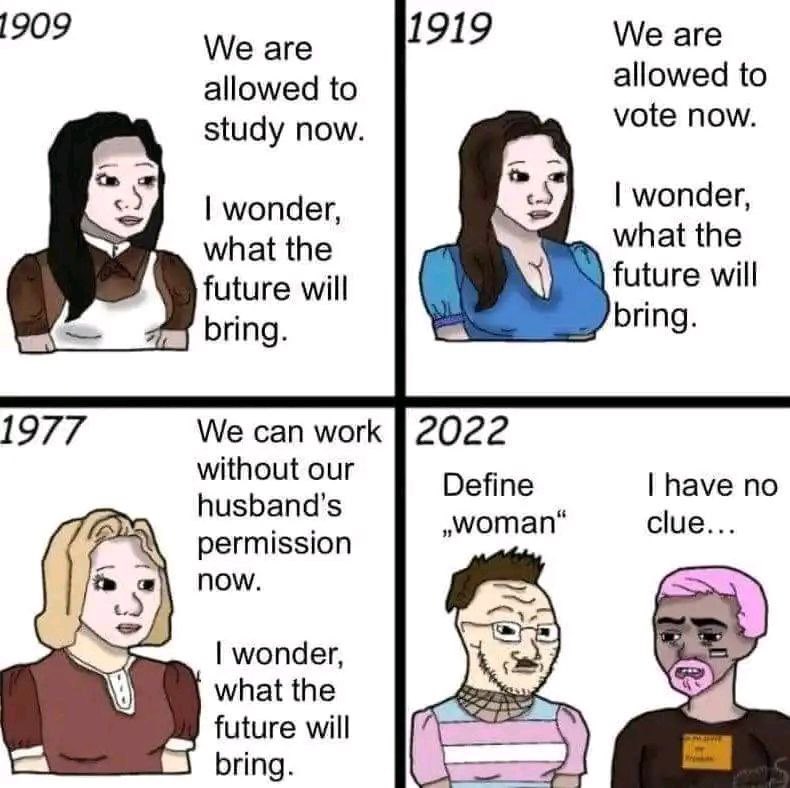 1909
We are
allowed to
study now.
I wonder,
what the
future will
bring.
1919
We are
allowed to
vote now.
I wonder,
what the
future will
bring.
1977
We can work
without our
husband's
permission
now.
I wonder,
what the
future will
bring.
2022
Define
„woman“
I have no
clue...